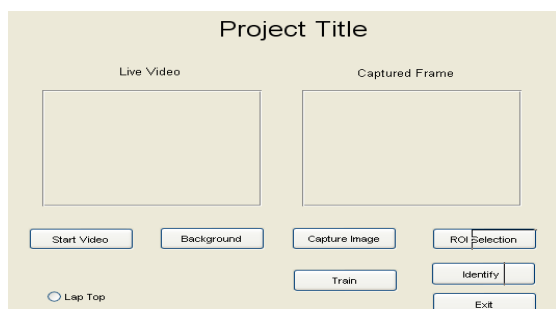 Project Title
Live Video Captured Frame
Start Video Background Capture Image ROI Selection
Train Identify
Lap Top Exit